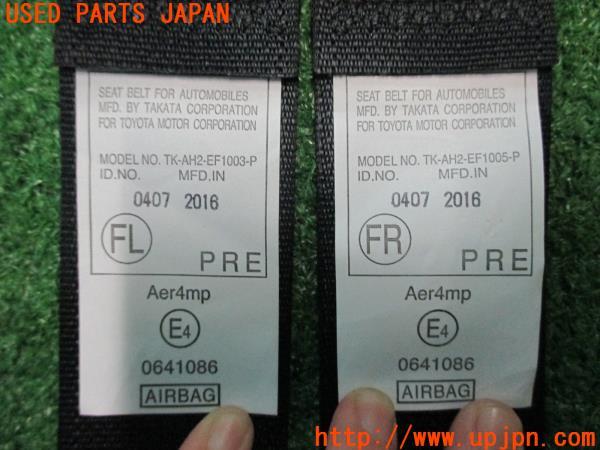 USED PARTS JAPAN
SEAT BELT FOR AUTOMOBILES
MFD. BY TAKATA CORPORATION
FOR TOYOTA MOTOR CORPORATION
MODEL NO. TK-AH2-EF1003-P
ID.NO. MFD.IN
0407 2016
FL
PRE
Aer4mp
E4
0641086
AIRBAG
SEAT BELT FOR AUTOMOBILES
MFD. BY TAKATA CORPORATION
FOR TOYOTA MOTOR CORPORATION
MODEL NO. TK-AH2-EF1005-P
ID.NO. MFD.IN
0407 2016
FR
PRE
Aer4mp
E4
0641086
AIRBAG
http://www.upjpn.com/